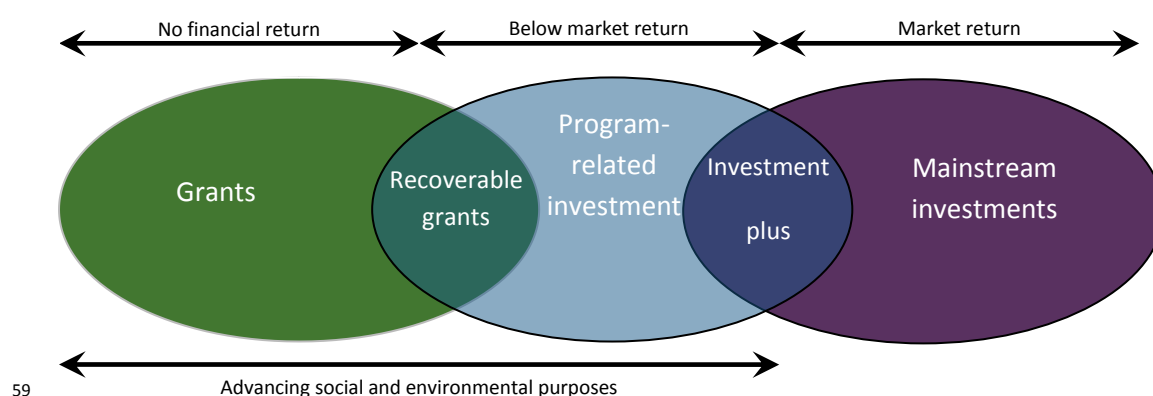 No financial return
Below market return
Market return
Grants
Recoverable
grants
Program-
related
investment
Investment
plus
Mainstream
investments
59
Advancing social and environmental purposes